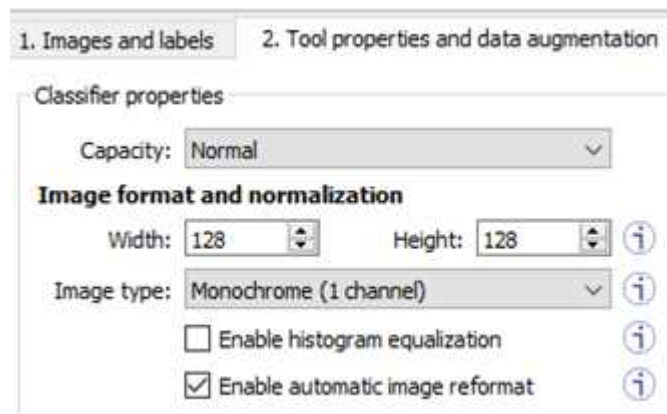 1. Images and labels 2. Tool properties and data augmentation
Classifier properties
Capacity: Normal
Image format and normalization
Width: 128 Height: 128
Image type: Monochrome (1 channel)
Enable histogram equalization
Enable automatic image reformat